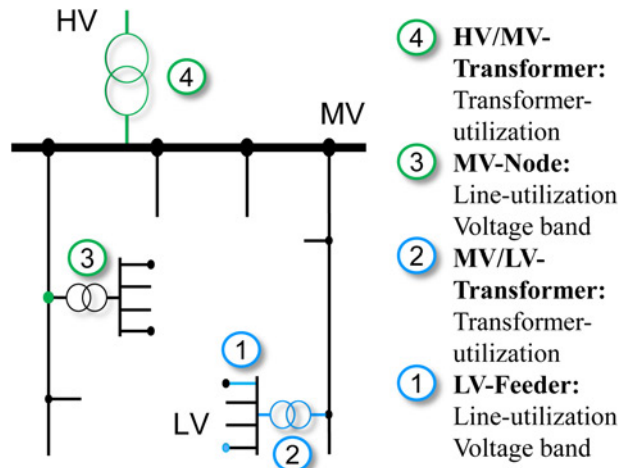 HV
4
MV
3
1
LV
2
4 HV/MV-
Transformer:
Transformer-
utilization
3 MV-Node:
Line-utilization
Voltage band
2 MV/LV-
Transformer:
Transformer-
utilization
1 LV-Feeder:
Line-utilization
Voltage band